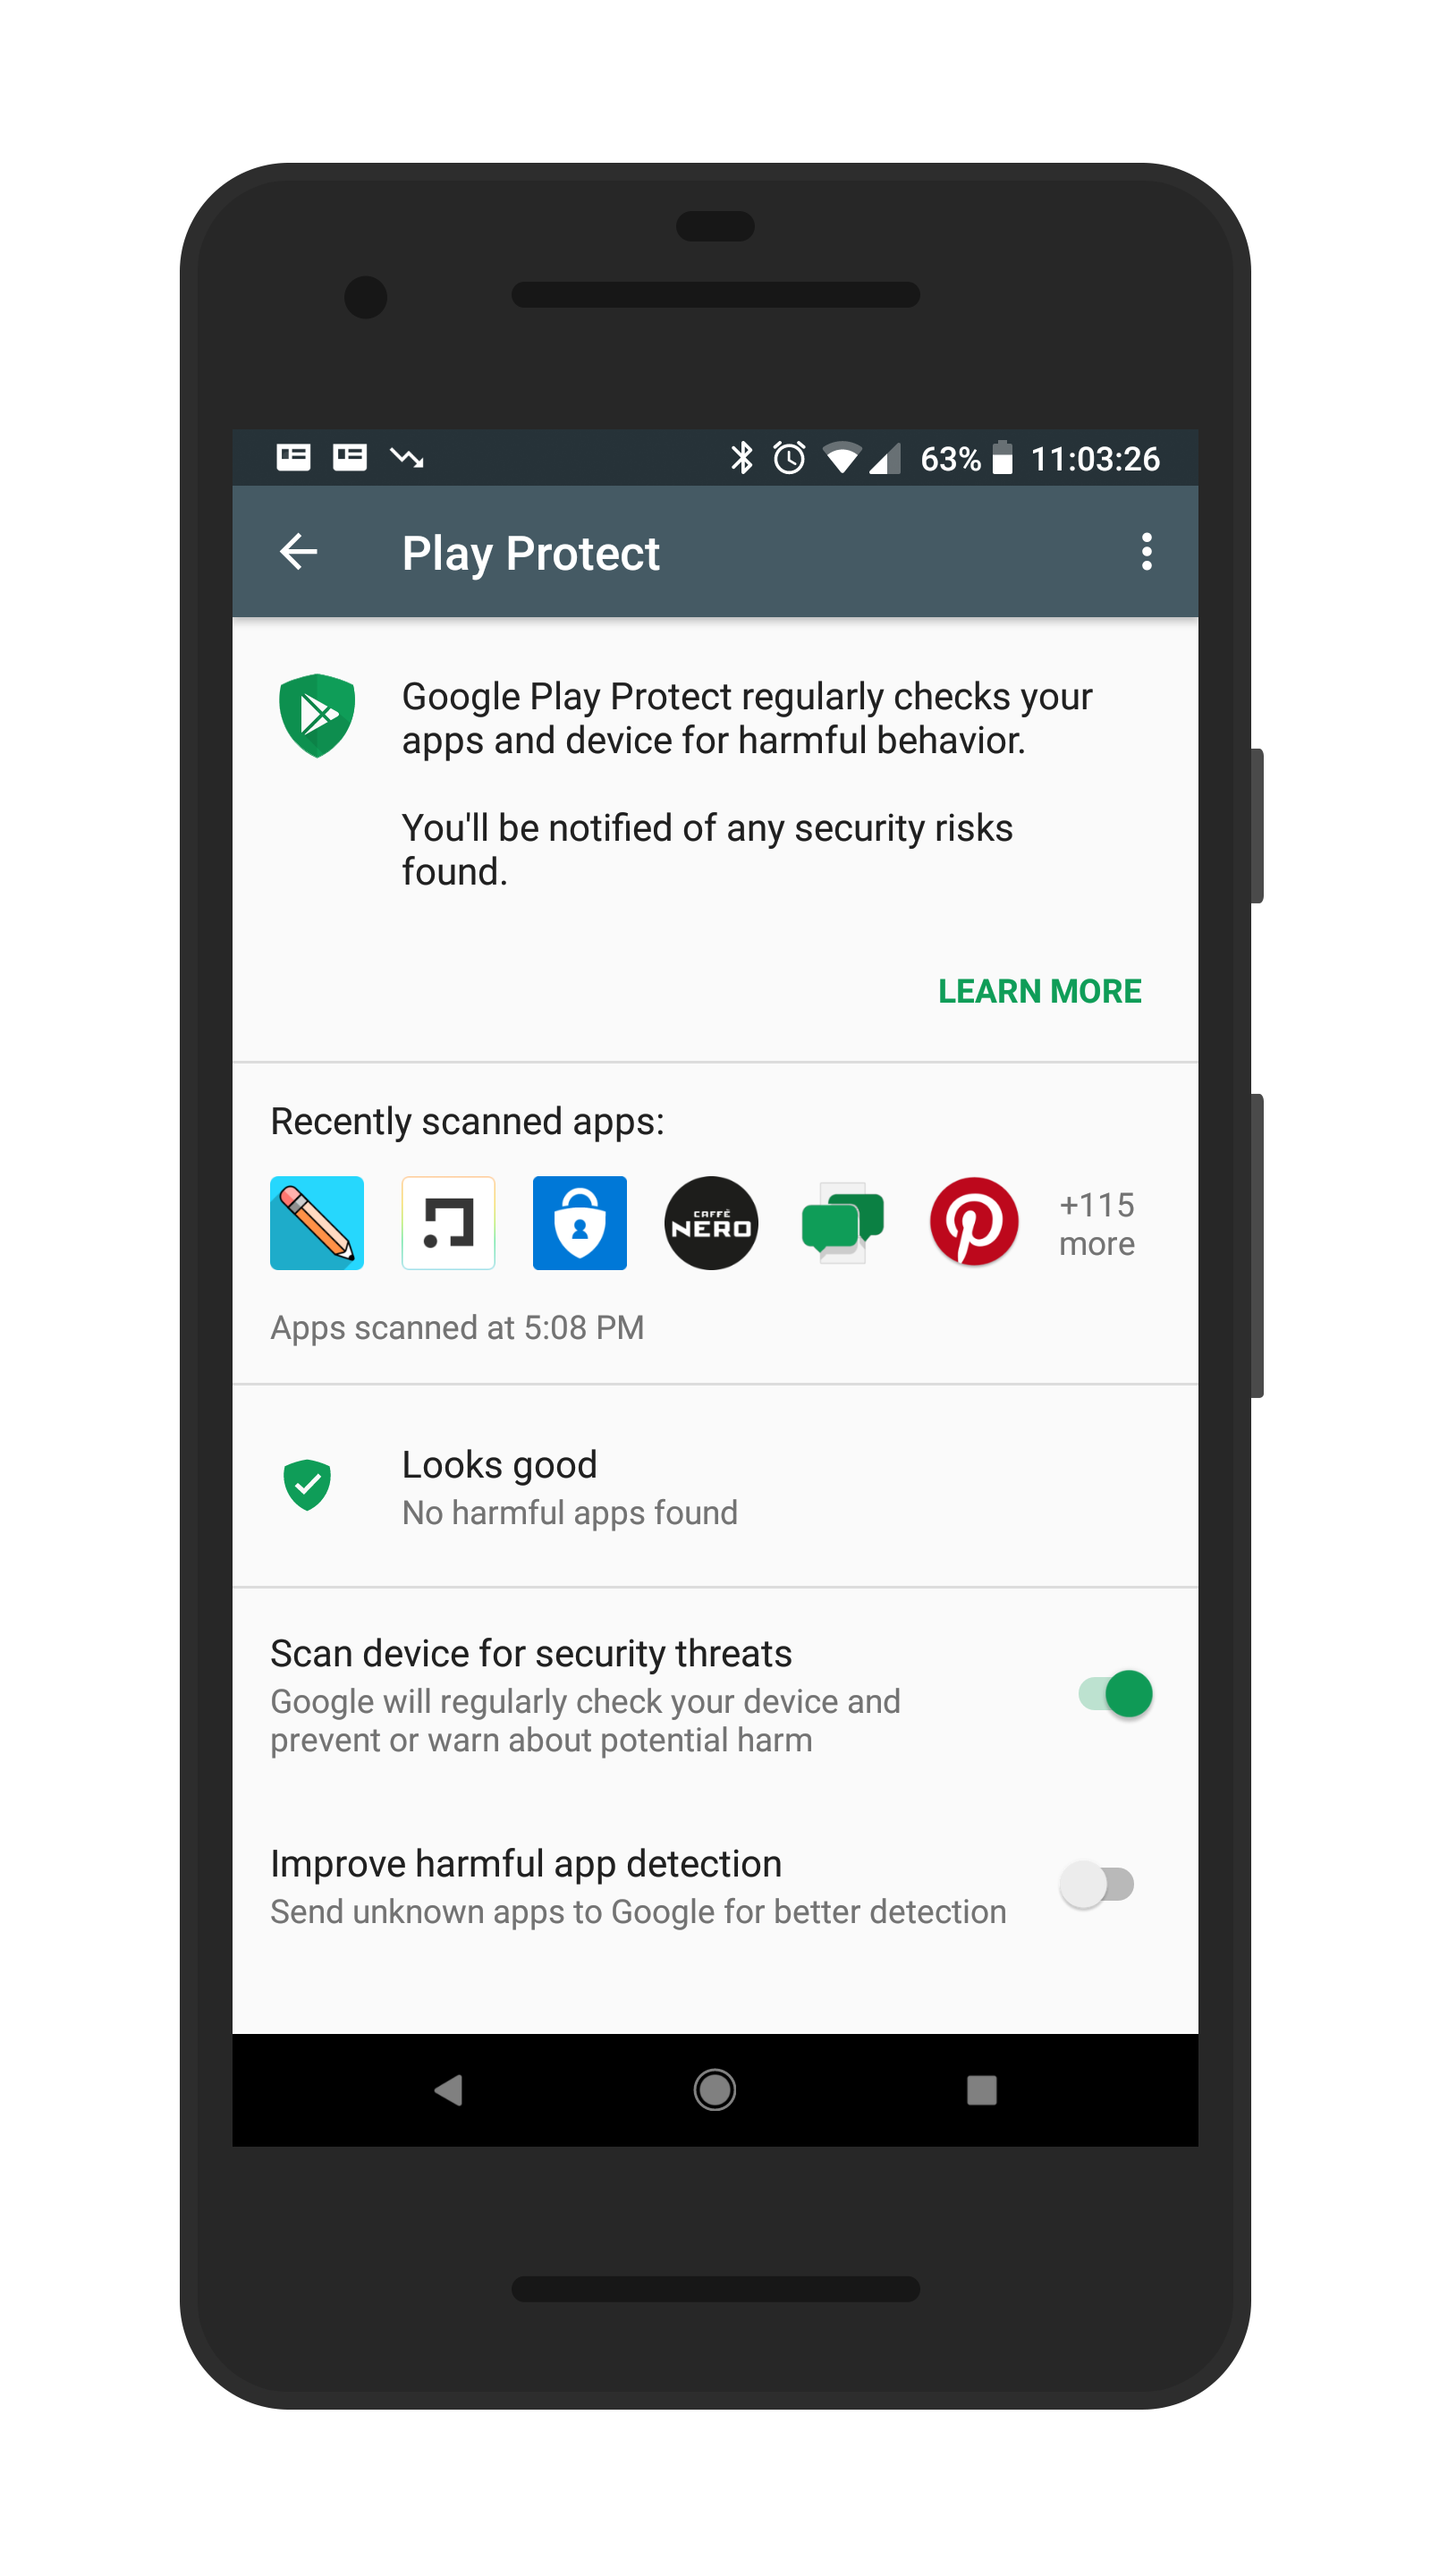 63% 11:03:26
Play Protect
Google Play Protect regularly checks your
apps and device for harmful behavior.
You'll be notified of any security risks
found.
LEARN MORE
Recently scanned apps:
CAFFÈ
NERO
+115
more
Apps scanned at 5:08 PM
Looks good
No harmful apps found
Scan device for security threats
Google will regularly check your device and
prevent or warn about potential harm
Improve harmful app detection
Send unknown apps to Google for better detection